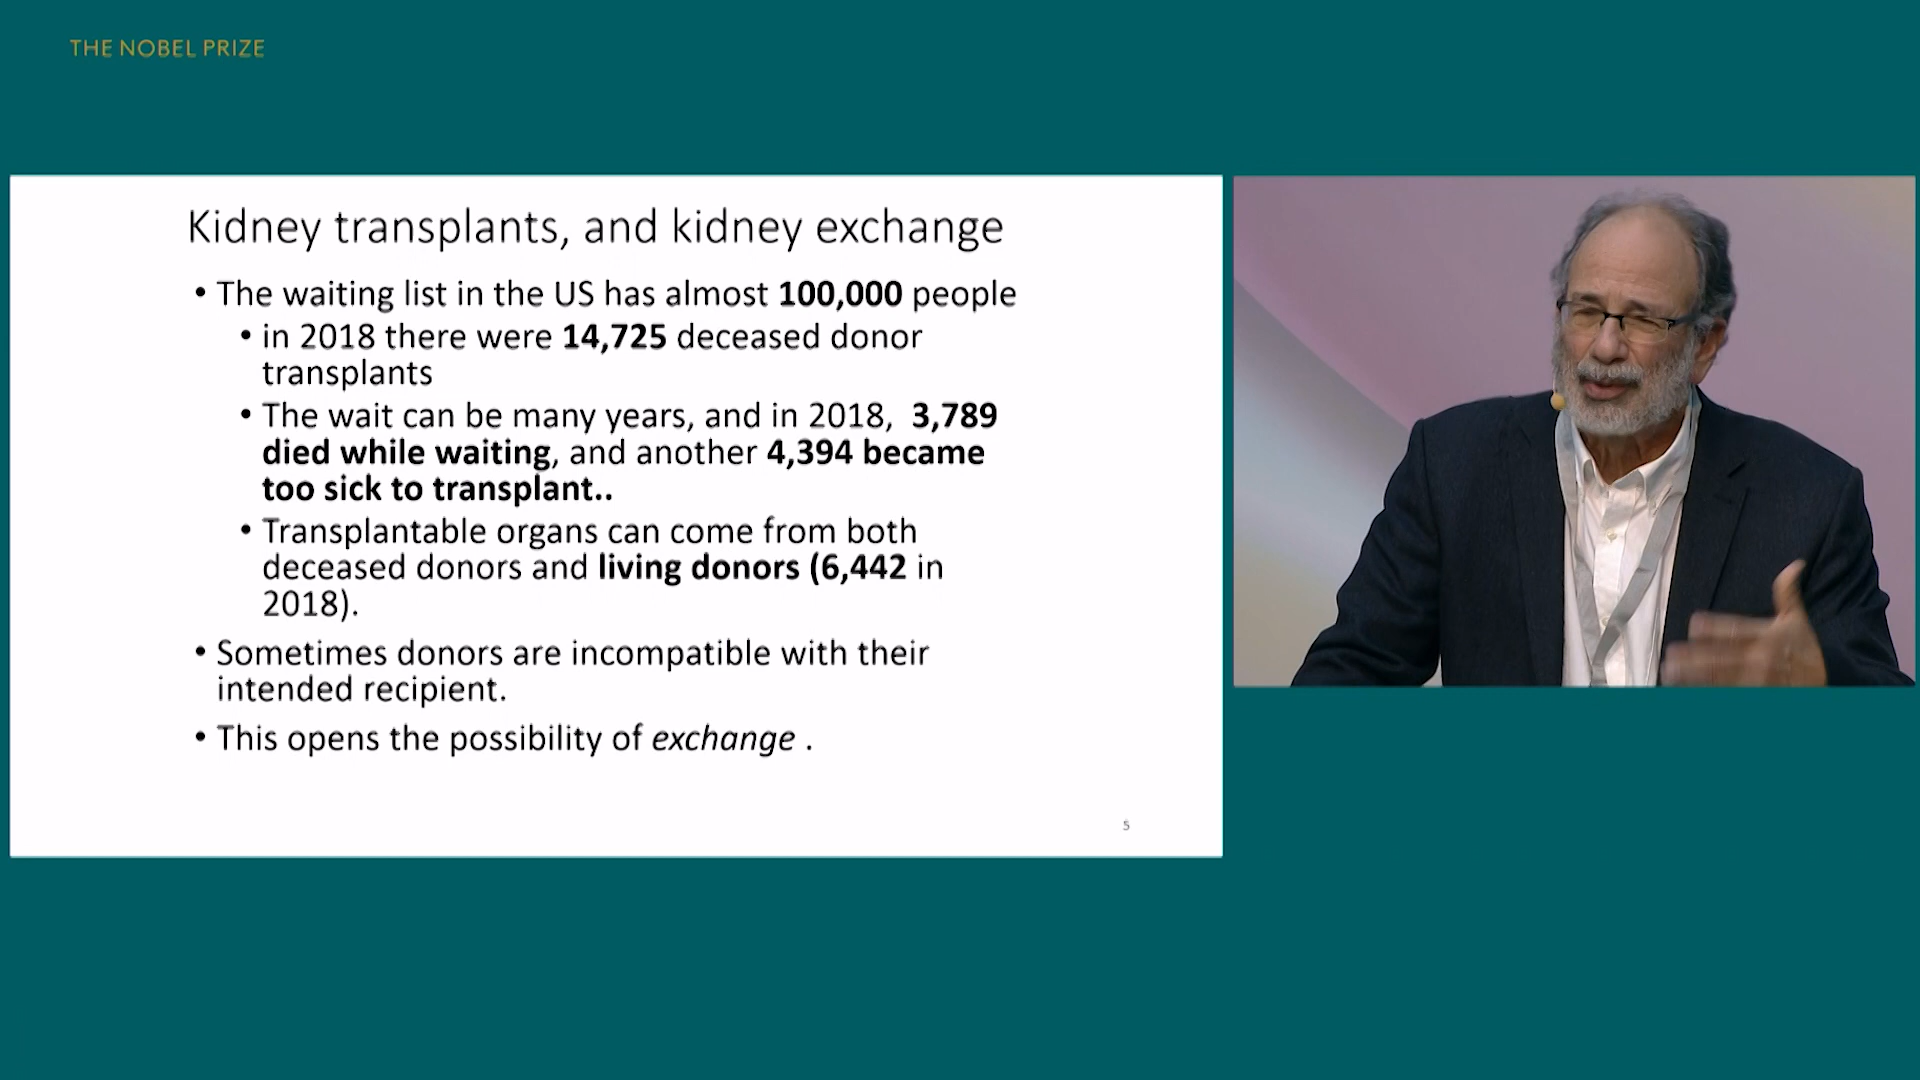 THE NOBEL PRIZE
Kidney transplants, and kidney exchange
• The waiting list in the US has almost 100,000 people
• in 2018 there were 14,725 deceased donor
transplants
• The wait can be many years, and in 2018,  3,789
died while waiting, and another 4,394 became
too sick to transplant..
• Transplantable organs can come from both
deceased donors and living donors (6,442 in
2018).
• Sometimes donors are incompatible with their
intended recipient.
• This opens the possibility of exchange .
5